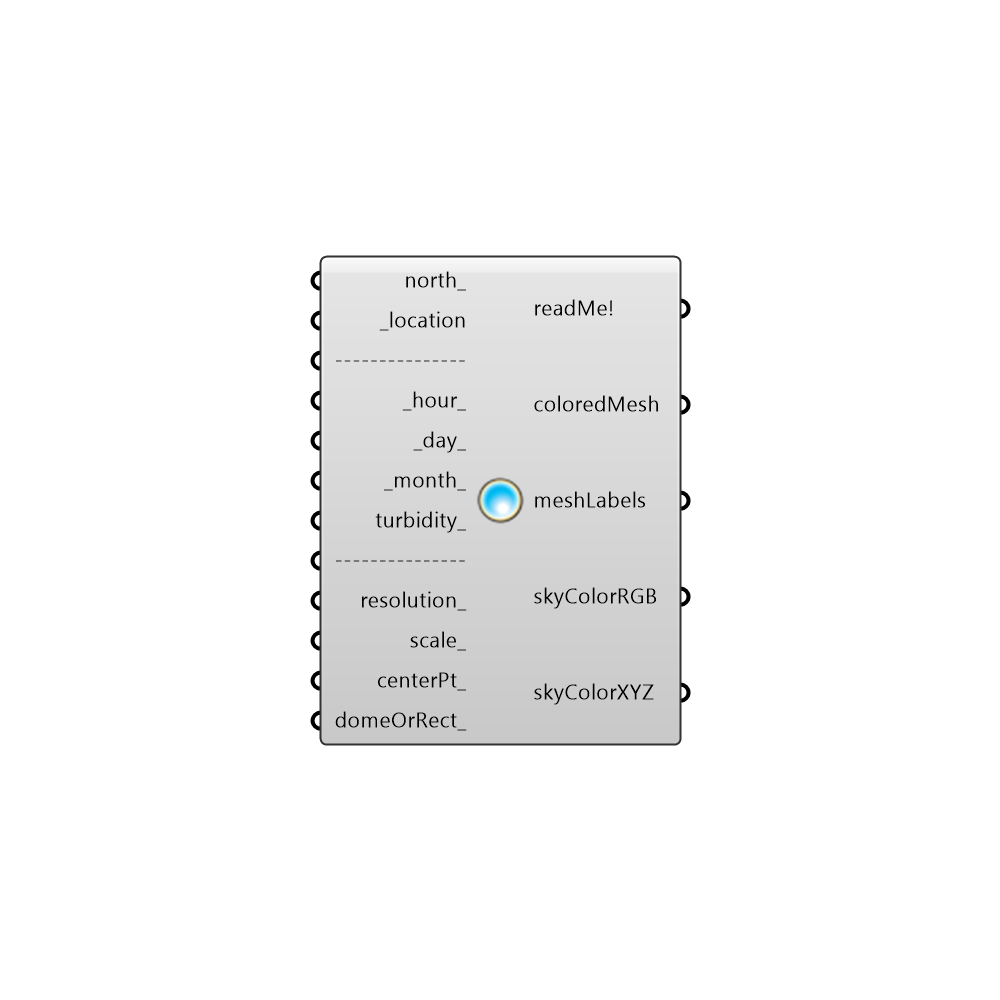 north_
_location
----------------
_hour_
_day_
_month_
turbidity_
----------------
resolution_
scale_
centerPt_
domeOrRect_
readMe!
coloredMesh
meshLabels
skyColorRGB
skyColorXYZ